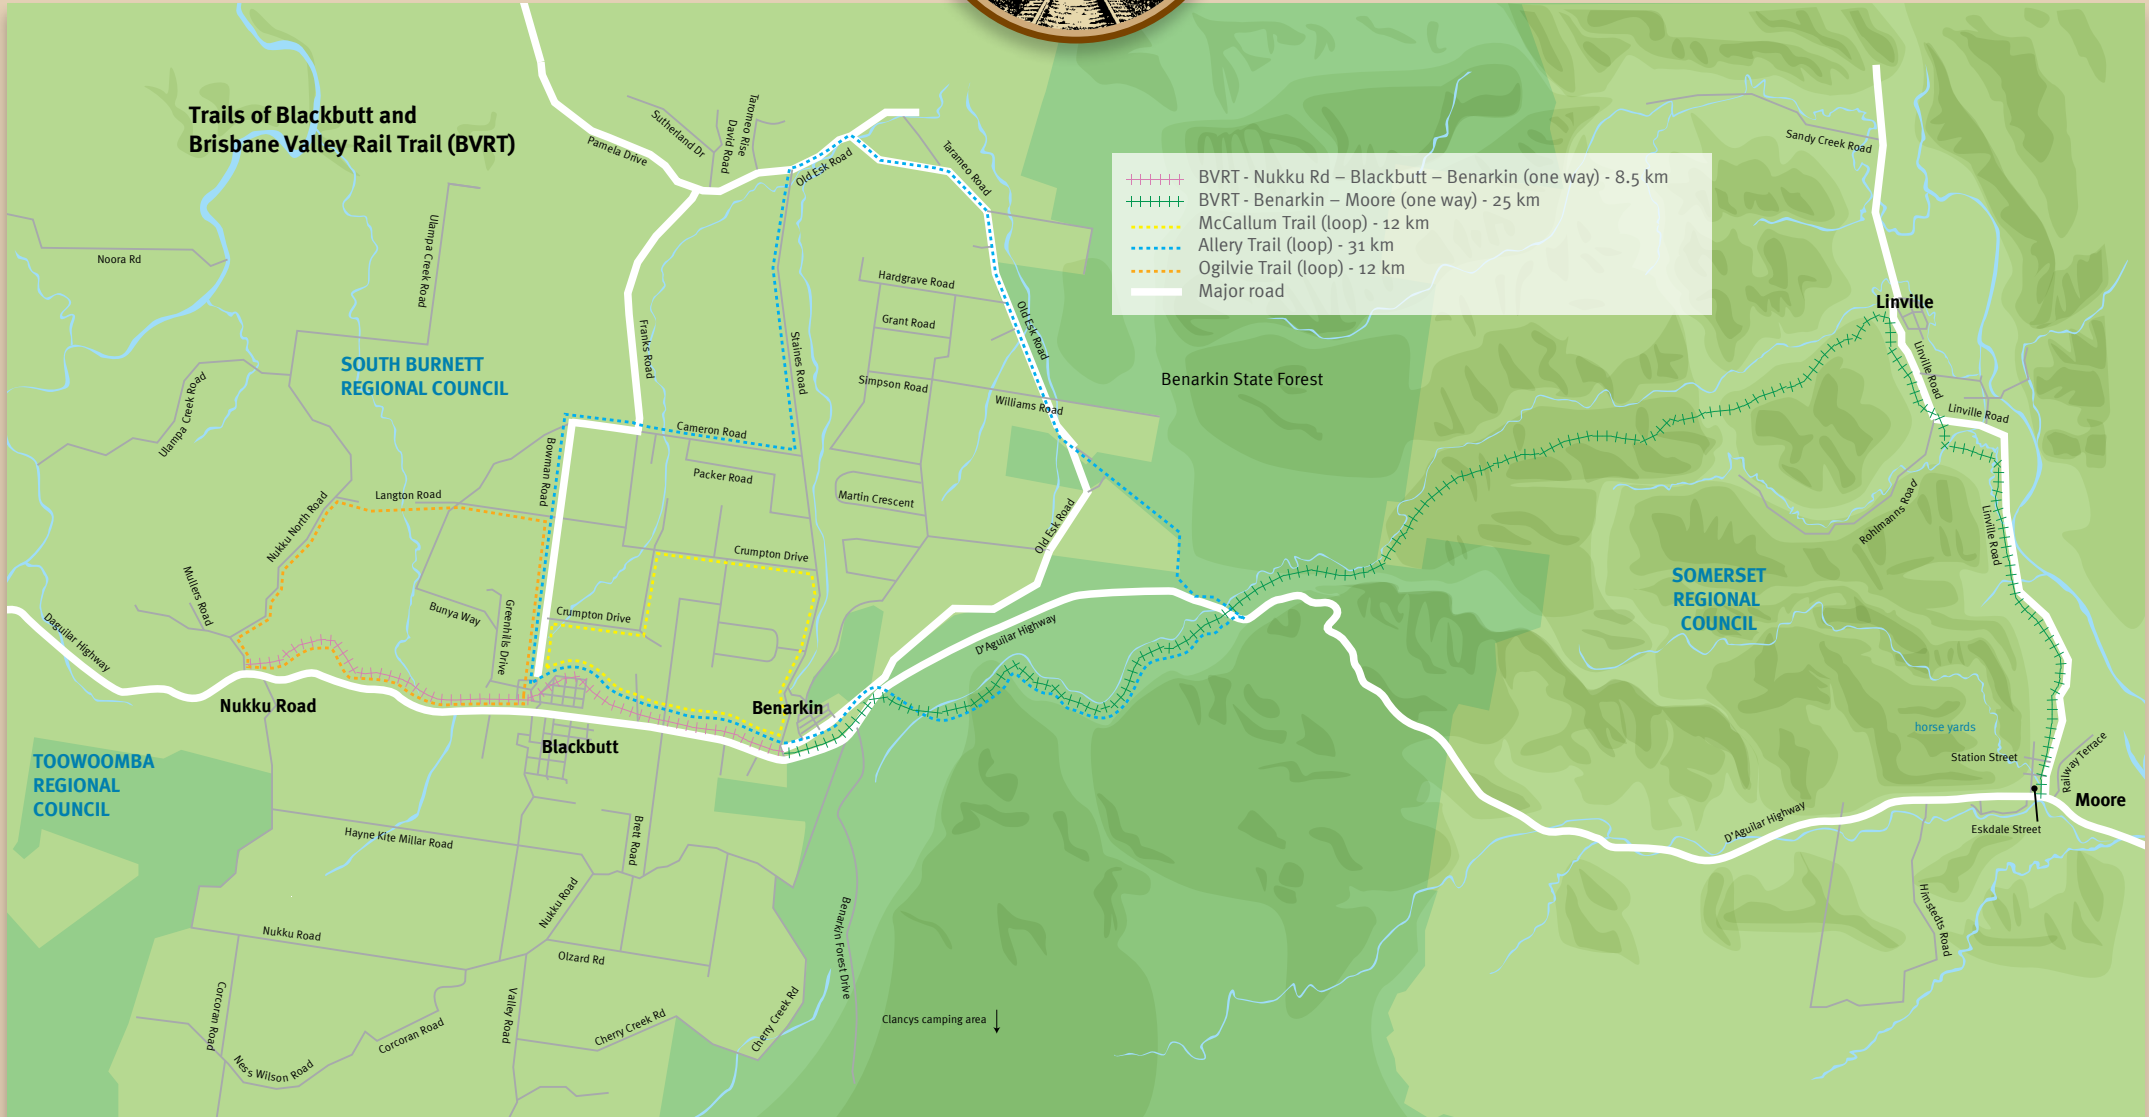 Trails of Blackbutt and
Brisbane Valley Rail Trail (BVRT)
BVRT - Nukku Rd – Blackbutt – Benarkin (one way) - 8.5 km
BVRT - Benarkin – Moore (one way) - 25 km
McCallum Trail (loop) - 12 km
Allery Trail (loop) - 31 km
Ogilvie Trail (loop) - 12 km
Major road
Pamela Drive
Sutherland Dr
David Road
Taromeo Rise
Old Esk Road
Tarameo Road
Sandy Creek Road
Noora Rd
Ulampa Creek Road
Hardgrave Road
Grant Road
Old Esk Road
Franks Road
Staines Road
Simpson Road
Williams Road
Linville
Linville Road
Linville Road
SOUTH BURNETT
REGIONAL COUNCIL
Benarkin State Forest
Ulampa Creek Road
Cameron Road
Bowman Road
Packer Road
Langton Road
Martin Crescent
Nukku North Road
Old Esk Road
Rohlmanns Road
Linville Road
Crumpton Drive
Crumpton Drive
Mullers Road
Bunya Way
Greenhills Drive
Daguilar Highway
D'Aguilar Highway
SOMERSET
REGIONAL
COUNCIL
Nukku Road
Benarkin
Blackbutt
horse yards
Station Street
Railway Terrace
Moore
Eskdale Street
D'Aguilar Highway
TOOWOOMBA
REGIONAL
COUNCIL
Hayne Kite Millar Road
Brett Road
Nukku Road
Nukku Road
Olzard Rd
Benarkin Forest Drive
Himstedts Road
Corcoran Road
Corcoran Road
Valley Road
Cherry Creek Rd
Cherry Creek Rd
Clancys camping area
Ness Wilson Road